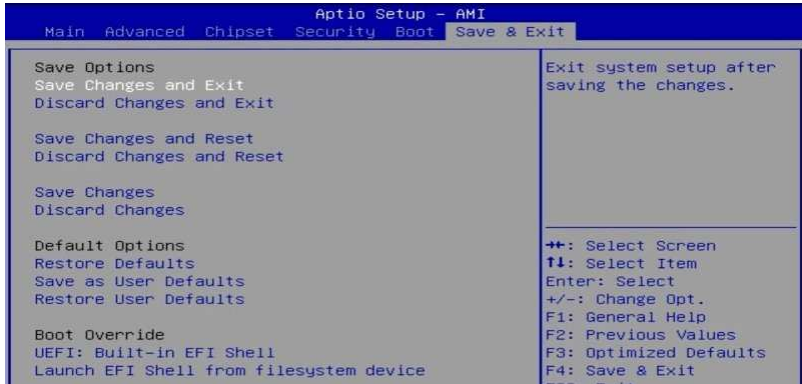 Aptio Setup - AMI
Main Advanced Chipset Security Boot Save & Exit
Save Options
Save Changes and Exit
Discard Changes and Exit
Save Changes and Reset
Discard Changes and Reset
Save Changes
Discard Changes
Default Options
Restore Defaults
Save as User Defaults
Restore User Defaults
Boot Override
UEFI: Built-in EFI Shell
Launch EFI Shell from filesystem device
Exit system setup after
saving the changes.
→←: Select Screen
↑↓: Select Item
Enter: Select
+/-: Change Opt.
F1: General Help
F2: Previous Values
F3: Optimized Defaults
F4: Save & Exit